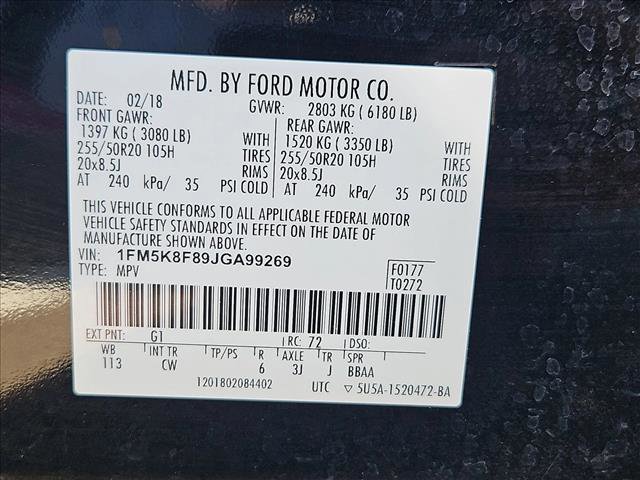 MFD. BY FORD MOTOR CO.
DATE: 02/18 GVWR: 2803 KG ( 6180 LB)
FRONT GAWR: REAR GAWR:
1397 KG ( 3080 LB) WITH 1520 KG ( 3350 LB) WITH
255/50R20 105H TIRES 255/50R20 105H TIRES
20x8.5J RIMS 20x8.5J RIMS
AT 240 kPa/ 35 PSI COLD AT 240 kPa/ 35 PSI COLD
THIS VEHICLE CONFORMS TO ALL APPLICABLE FEDERAL MOTOR
VEHICLE SAFETY STANDARDS IN EFFECT ON THE DATE OF
MANUFACTURE SHOWN ABOVE.
VIN: 1FM5K8F89JGA99269 F0177
TYPE: MPV T0272
EXT PNT: G1 RC: 72 DSO:
WB INT TR TP/PS R AXLE TR SPR
113 CW 6 3J J BBAA
1201802084402 UTC ▽ 5U5A-1520472-BA